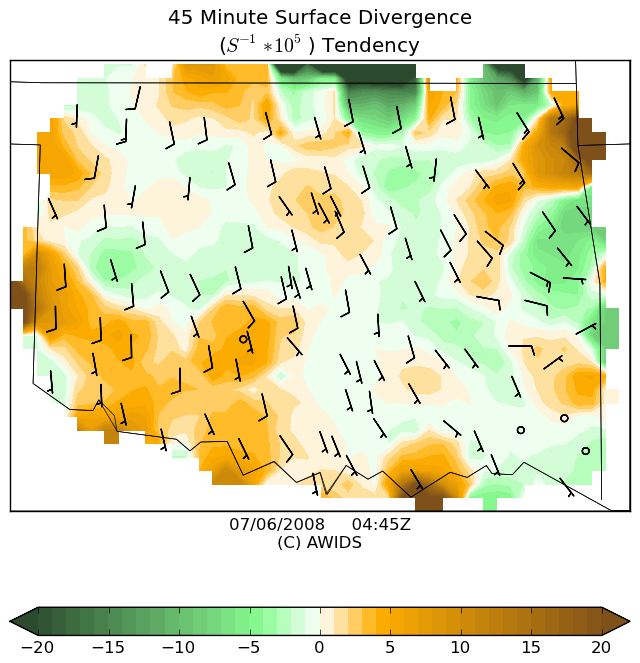 45 Minute Surface Divergence
(S⁻¹ ∗ 10⁵ ) Tendency
07/06/2008 04:45Z
(C) AWIDS
−20 −15 −10 −5 0 5 10 15 20